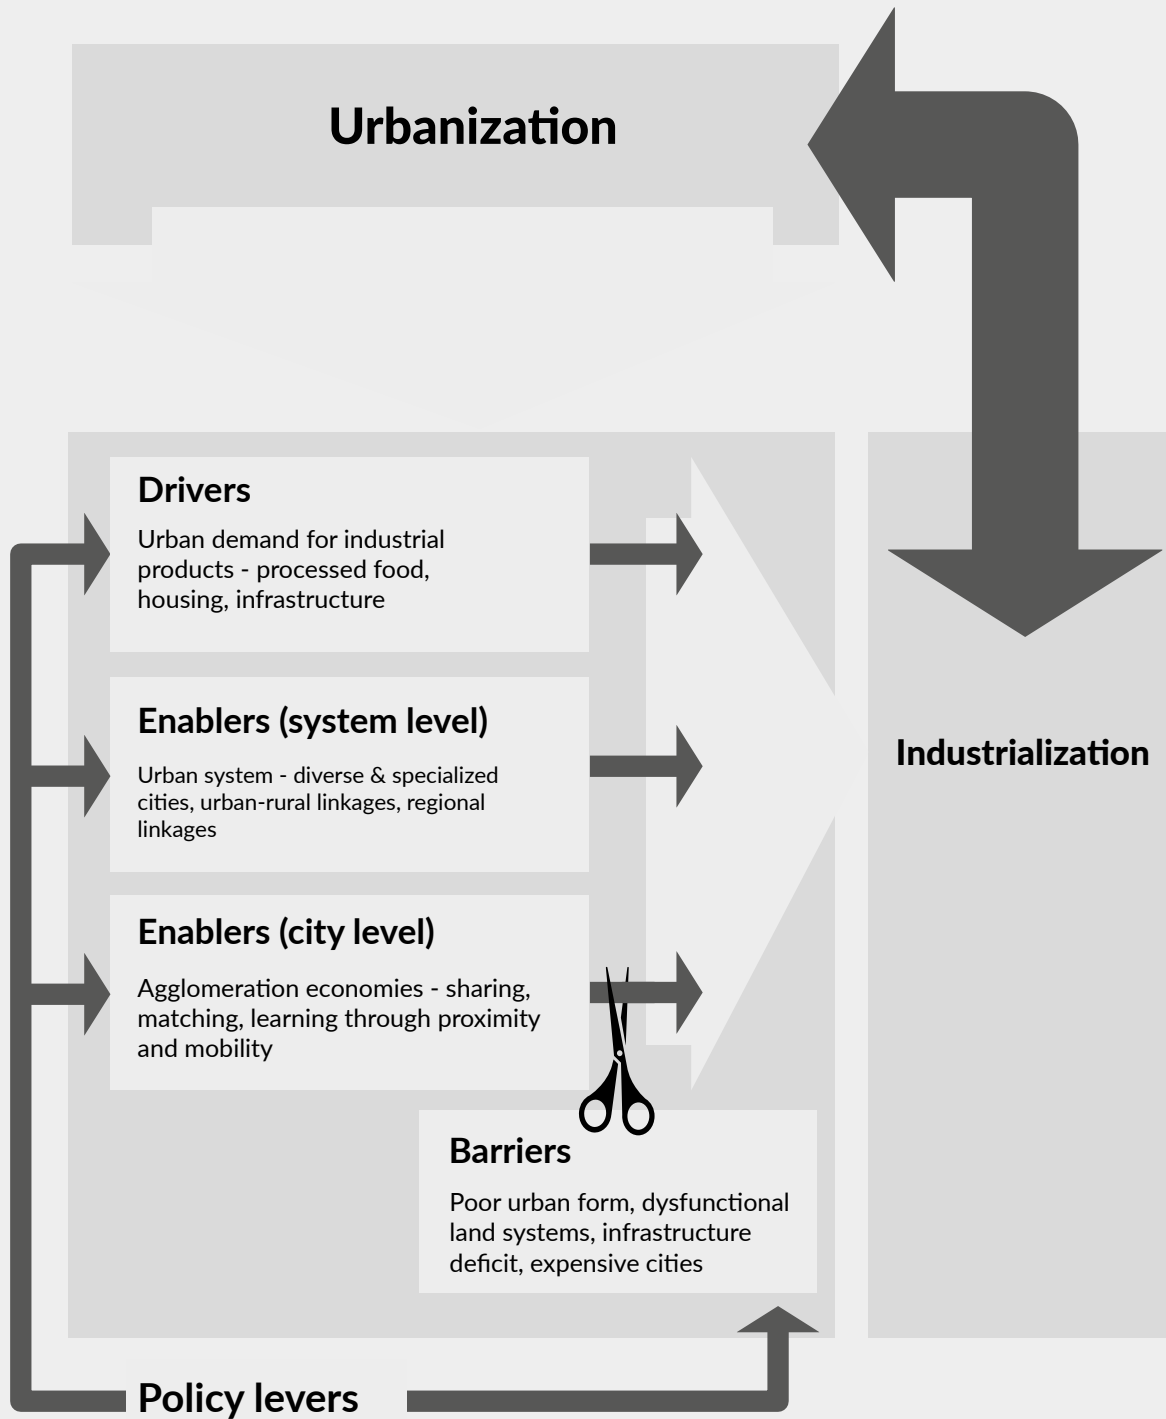 Urbanization
Drivers
Urban demand for industrial
products - processed food,
housing, infrastructure
Enablers (system level)
Urban system - diverse & specialized
cities, urban-rural linkages, regional
linkages
Industrialization
Enablers (city level)
Agglomeration economies - sharing,
matching, learning through proximity
and mobility
Barriers
Poor urban form, dysfunctional
land systems, infrastructure
deficit, expensive cities
Policy levers